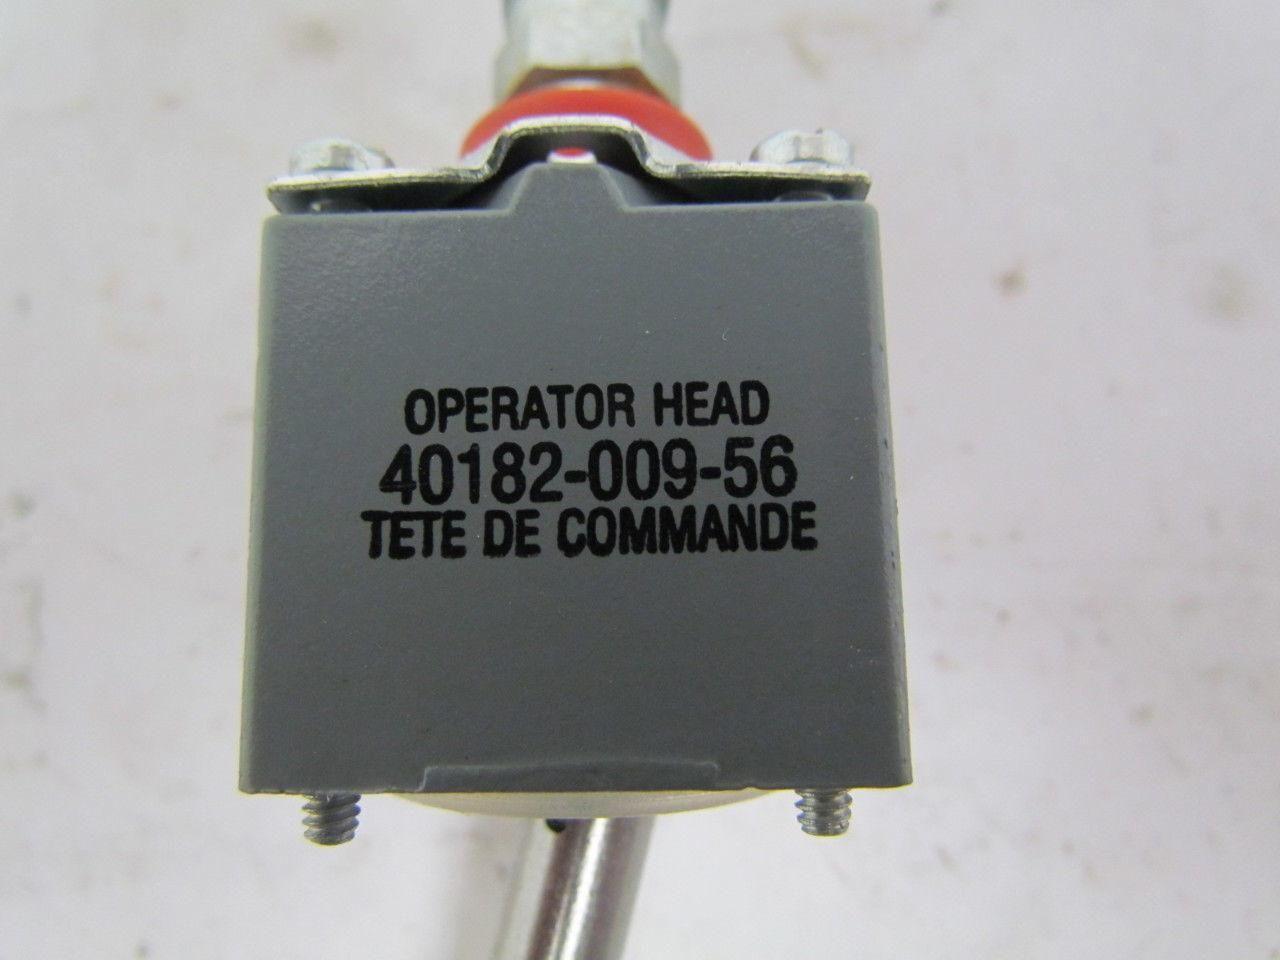 OPERATOR HEAD
40182-009-56
TETE DE COMMANDE